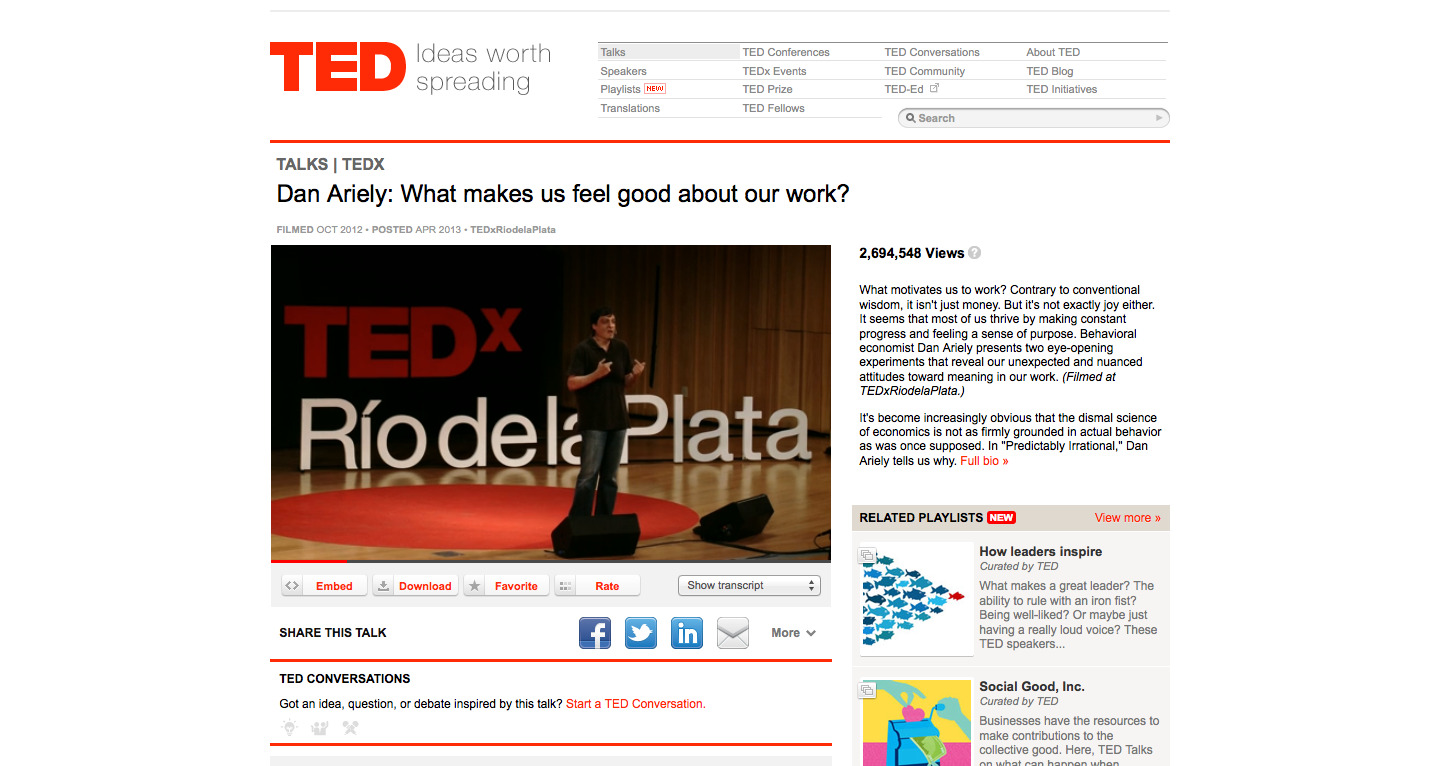 TED Ideas worth
spreading
Talks
TED Conferences
TED Conversations
About TED
Speakers
TEDx Events
TED Community
TED Blog
Playlists NEW
TED Prize
TED-Ed
TED Initiatives
Translations
TED Fellows
Search
TALKS | TEDX
Dan Ariely: What makes us feel good about our work?
FILMED OCT 2012 • POSTED APR 2013 • TEDxRiodelaPlata
TEDx
Río de la Plata
Embed
Download
Favorite
Rate
Show transcript
SHARE THIS TALK
f
in
More
TED CONVERSATIONS
Got an idea, question, or debate inspired by this talk? Start a TED Conversation.
2,694,548 Views ?
What motivates us to work? Contrary to conventional
wisdom, it isn't just money. But it's not exactly joy either.
It seems that most of us thrive by making constant
progress and feeling a sense of purpose. Behavioral
economist Dan Ariely presents two eye-opening
experiments that reveal our unexpected and nuanced
attitudes toward meaning in our work. (Filmed at
TEDxRiodelaPlata.)
It's become increasingly obvious that the dismal science
of economics is not as firmly grounded in actual behavior
as was once supposed. In "Predictably Irrational," Dan
Ariely tells us why. Full bio »
RELATED PLAYLISTS NEW
View more »
How leaders inspire
Curated by TED
What makes a great leader? The
ability to rule with an iron fist?
Being well-liked? Or maybe just
having a really loud voice? These
TED speakers...
Social Good, Inc.
Curated by TED
Businesses have the resources to
make contributions to the
collective good. Here, TED Talks
on what can happen when